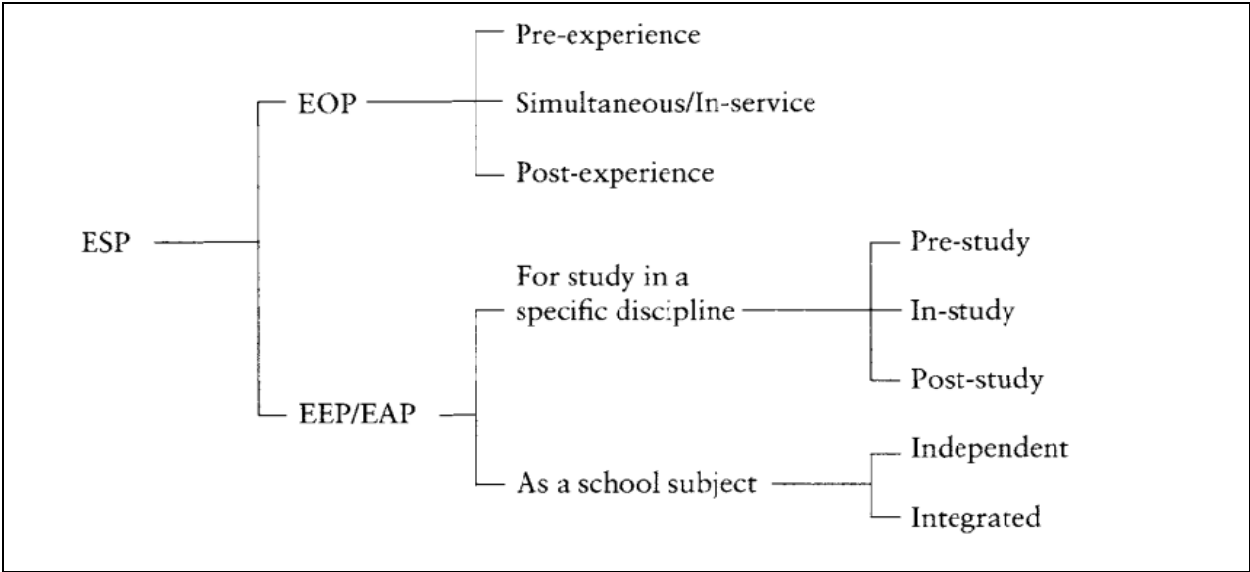 Pre-experience
EOP
Simultaneous/In-service
Post-experience
ESP
For study in a
specific discipline
Pre-study
In-study
Post-study
EEP/EAP
As a school subject
Independent
Integrated